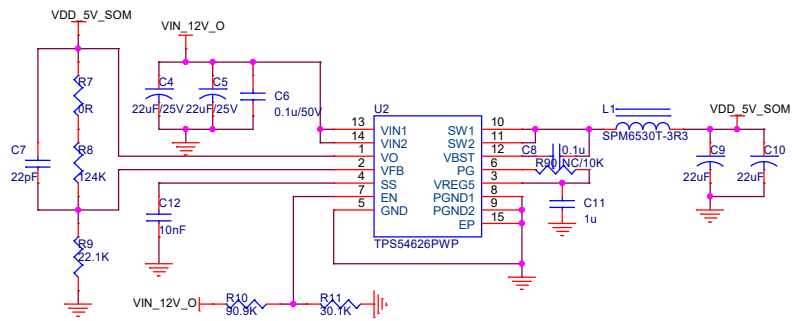 VDD_5V_SOM
VIN_12V_O
R7
0R
C4
22uF/25V
C5
22uF/25V
C6
0.1u/50V
U2
L1
SPM6530T-3R3
VDD_5V_SOM
C7
22pF
R8
124K
13 VIN1 SW1 10
14 VIN2 SW2 11
1 VO VBST 12
2 VFB PG 6
4 SS VREG5 3
7 EN PGND1 8
5 GND PGND2 9
EP 15
TPS54626PWP
C8
0.1u
R90
NC/10K
C9
22uF
C10
22uF
C11
1u
C12
10nF
R9
22.1K
VIN_12V_O
R10
90.9K
R11
30.1K